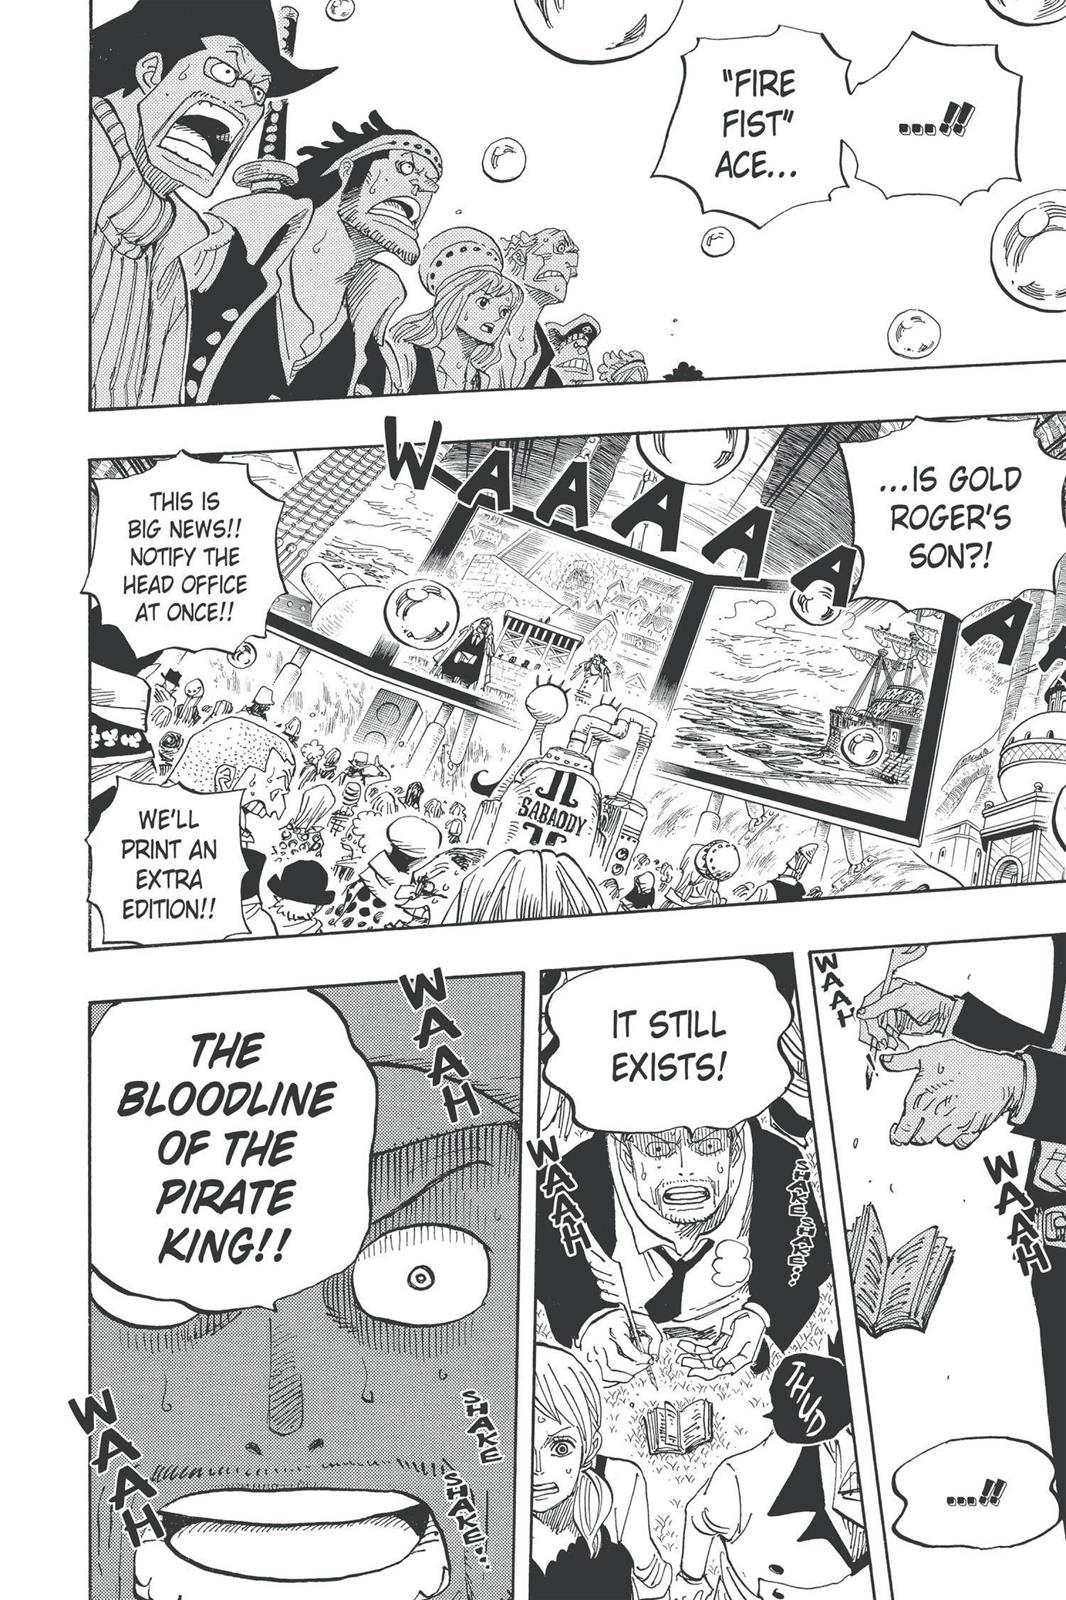 ....!!
"FIRE
FIST"
ACE...
...IS GOLD
ROGER'S
SON?!
WAAAAAAAA
THIS IS
BIG NEWS!!
NOTIFY THE
HEAD OFFICE
AT ONCE!!
WE'LL
PRINT AN
EXTRA
EDITION!!
SABAODY
WAAH
WAAH
....!!
IT STILL
EXISTS!
WAAH
SHAKE SHAKE..
THUD
WAAH
THE
BLOODLINE
OF THE
PIRATE
KING!!
SHAKE
SHAKE..
WAAH